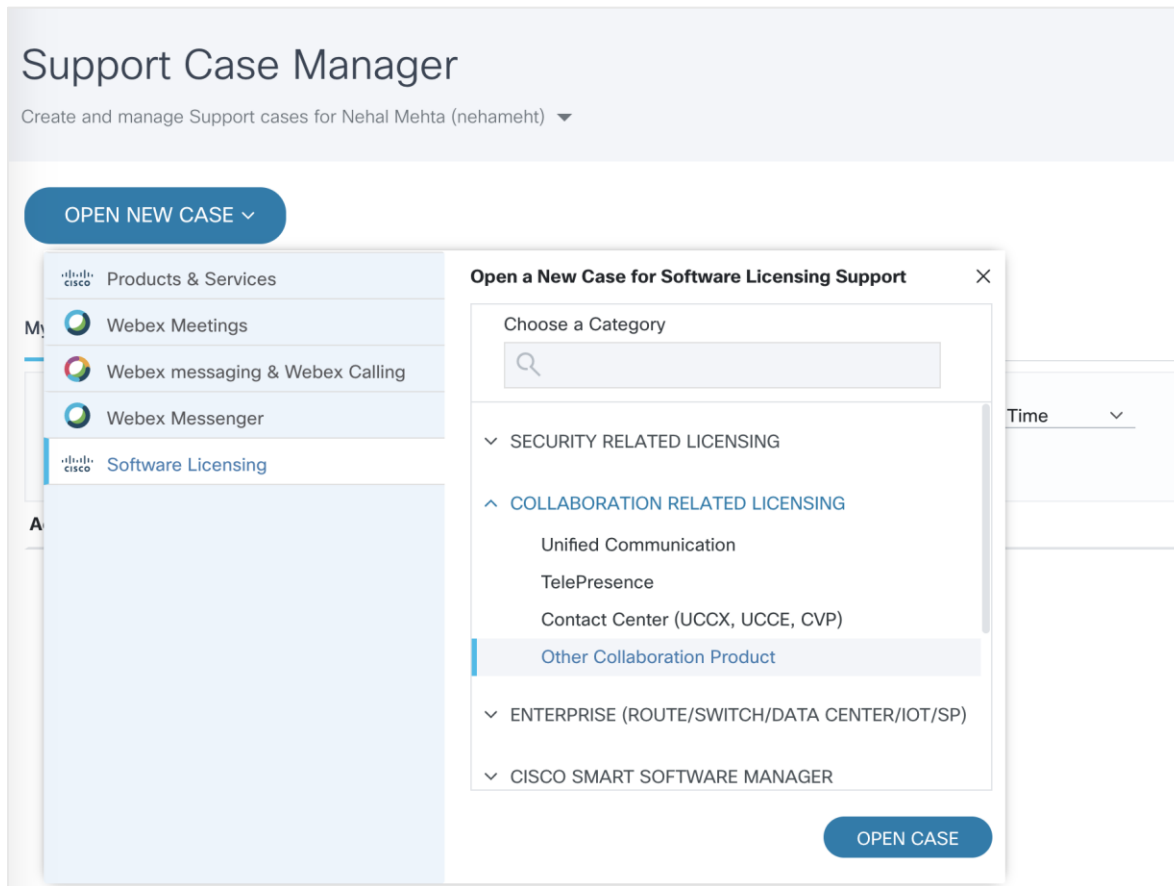 Support Case Manager
Create and manage Support cases for Nehal Mehta (nehameht)
OPEN NEW CASE
cisco Products & Services
Webex Meetings
Webex messaging & Webex Calling
Webex Messenger
cisco Software Licensing
My
A
Open a New Case for Software Licensing Support
Choose a Category
SECURITY RELATED LICENSING
COLLABORATION RELATED LICENSING
Unified Communication
TelePresence
Contact Center (UCCX, UCCE, CVP)
Other Collaboration Product
ENTERPRISE (ROUTE/SWITCH/DATA CENTER/IOT/SP)
CISCO SMART SOFTWARE MANAGER
OPEN CASE
Time